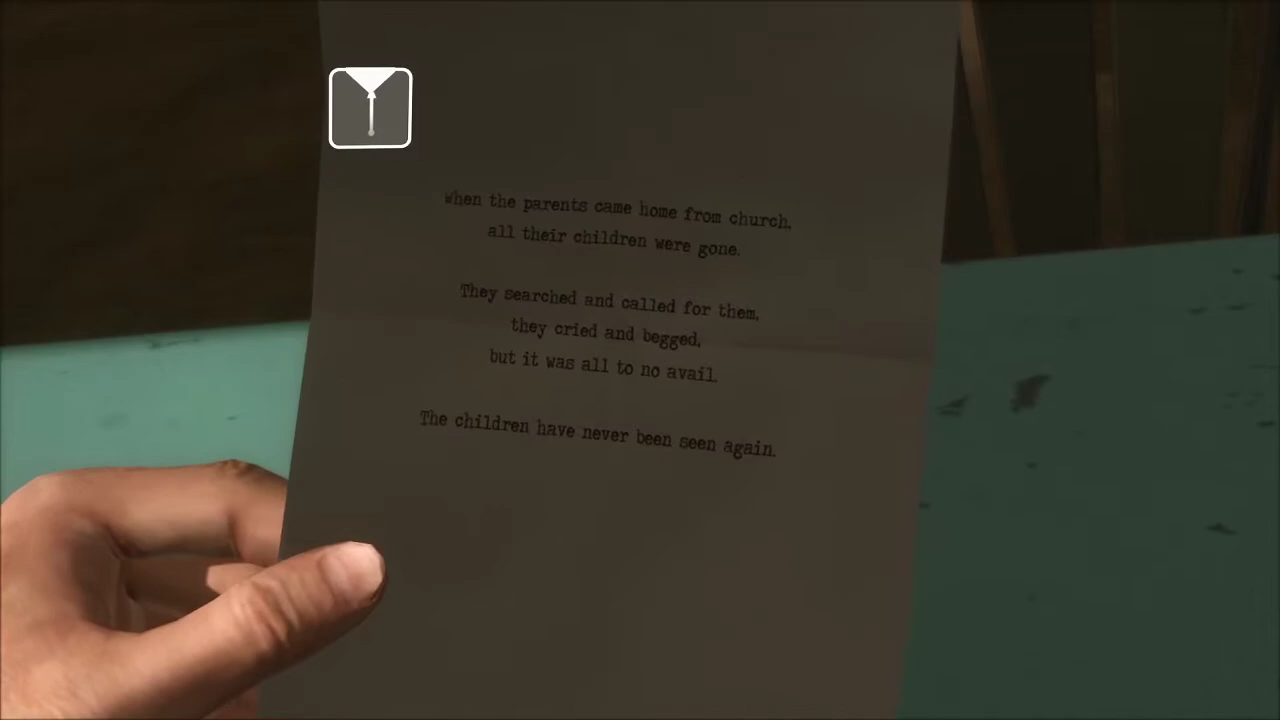 When the parents came home from church,
all their children were gone.
They searched and called for them,
they cried and begged,
but it was all to no avail.
The children have never been seen again.